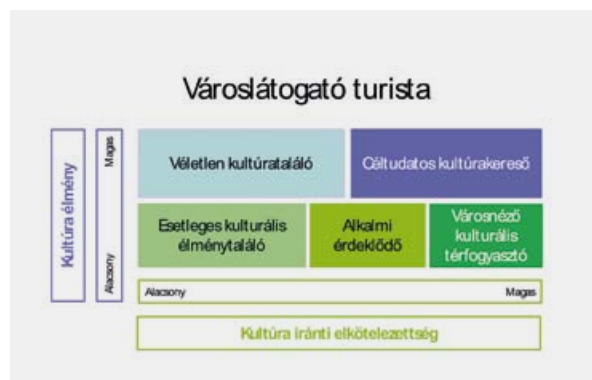 Városlátogató turista
Kultúra élmény
Magas
Alacsony
Véletlen kultúrataláló
Céltudatos kultúrakereső
Esetleges kulturális
élménytaláló
Alkalmi
érdeklődő
Városnéző
kulturális
térfogyasztó
Alacsony
Magas
Kultúra iránti elkötelezettség